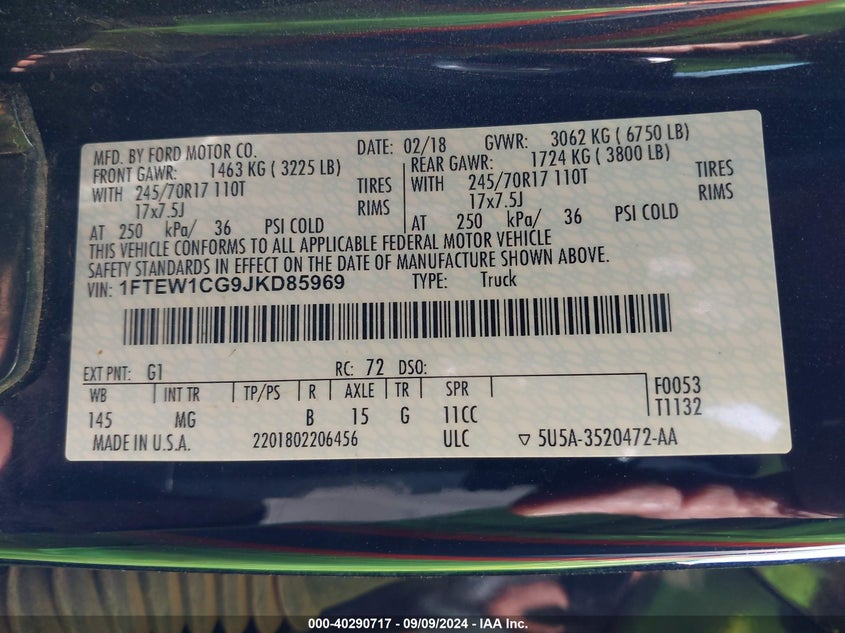 MFD. BY FORD MOTOR CO. DATE: 02/18 GVWR: 3062 KG ( 6750 LB)
FRONT GAWR: 1463 KG ( 3225 LB) REAR GAWR: 1724 KG ( 3800 LB)
WITH 245/70R17 110T TIRES WITH 245/70R17 110T TIRES
17x7.5J RIMS 17x7.5J RIMS
AT 250 kPa/ 36 PSI COLD AT 250 kPa/ 36 PSI COLD
THIS VEHICLE CONFORMS TO ALL APPLICABLE FEDERAL MOTOR VEHICLE
SAFETY STANDARDS IN EFFECT ON THE DATE OF MANUFACTURE SHOWN ABOVE.
VIN: 1FTEW1CG9JKD85969 TYPE: Truck
EXT PNT: G1 RC: 72 DSO:
WB INT TR TP/PS R AXLE TR SPR F0053
145 MG B 15 G 11CC T1132
MADE IN U.S.A. 2201802206456 ULC ▽ 5U5A-3520472-AA
000-40290717 - 09/09/2024 - IAA Inc.